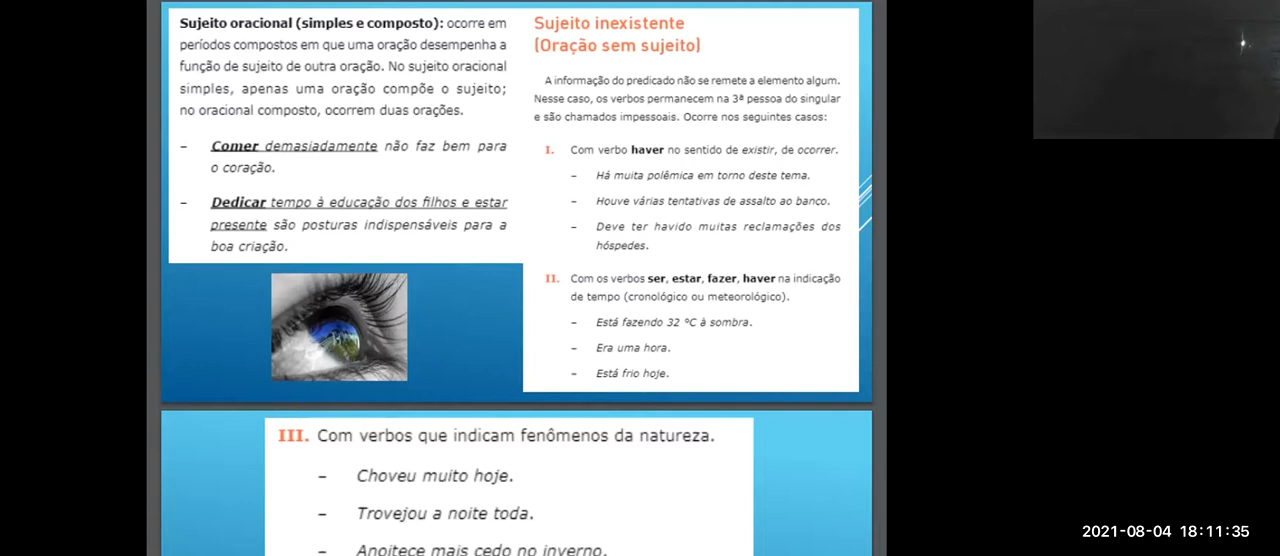 Sujeito oracional (simples e composto): ocorre em
períodos compostos em que uma oração desempenha a
função de sujeito de outra oração. No sujeito oracional
simples, apenas uma oração compõe o sujeito;
no oracional composto, ocorrem duas orações.
– Comer demasiadamente não faz bem para
o coração.
– Dedicar tempo à educação dos filhos e estar
presente são posturas indispensáveis para a
boa criação.
Sujeito inexistente
(Oração sem sujeito)
A informação do predicado não se remete a elemento algum.
Nesse caso, os verbos permanecem na 3ª pessoa do singular
e são chamados impessoais. Ocorre nos seguintes casos:
I. Com verbo haver no sentido de existir, de ocorrer.
– Há muita polêmica em torno deste tema.
– Houve várias tentativas de assalto ao banco.
– Deve ter havido muitas reclamações dos
hóspedes.
II. Com os verbos ser, estar, fazer, haver na indicação
de tempo (cronológico ou meteorológico).
– Está fazendo 32 ºC à sombra.
– Era uma hora.
– Está frio hoje.
III. Com verbos que indicam fenômenos da natureza.
– Choveu muito hoje.
– Trovejou a noite toda.
– Anoitece mais cedo no inverno.
2021-08-04 18:11:35